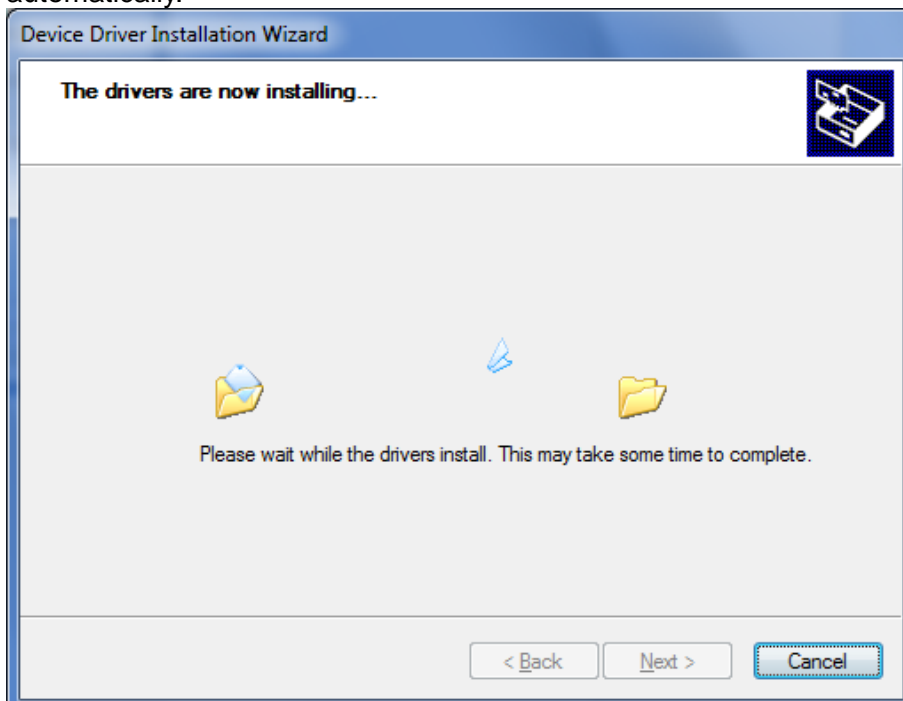 automatically.
Device Driver Installation Wizard
The drivers are now installing...
Please wait while the drivers install. This may take some time to complete.
< Back Next > Cancel